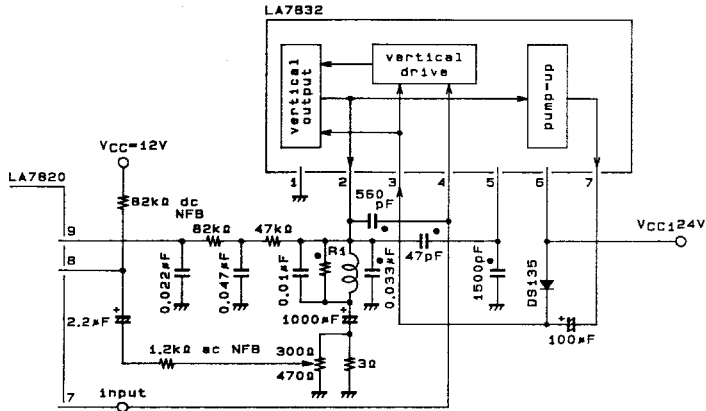 LA7832
vertical
output
vertical
drive
pump-up
VCC=12V
LA7820
1
2
3
4
5
6
7
560
pF
82kΩ dc
NFB
9
82kΩ
47kΩ
R1
47pF
VCC1 24V
8
0.022µF
0.047µF
0.01µF
0.033µF
1500pF
DS135
2.2µF
1000µF
100µF
1.2kΩ ac NFB
300Ω
470Ω
3Ω
7
input